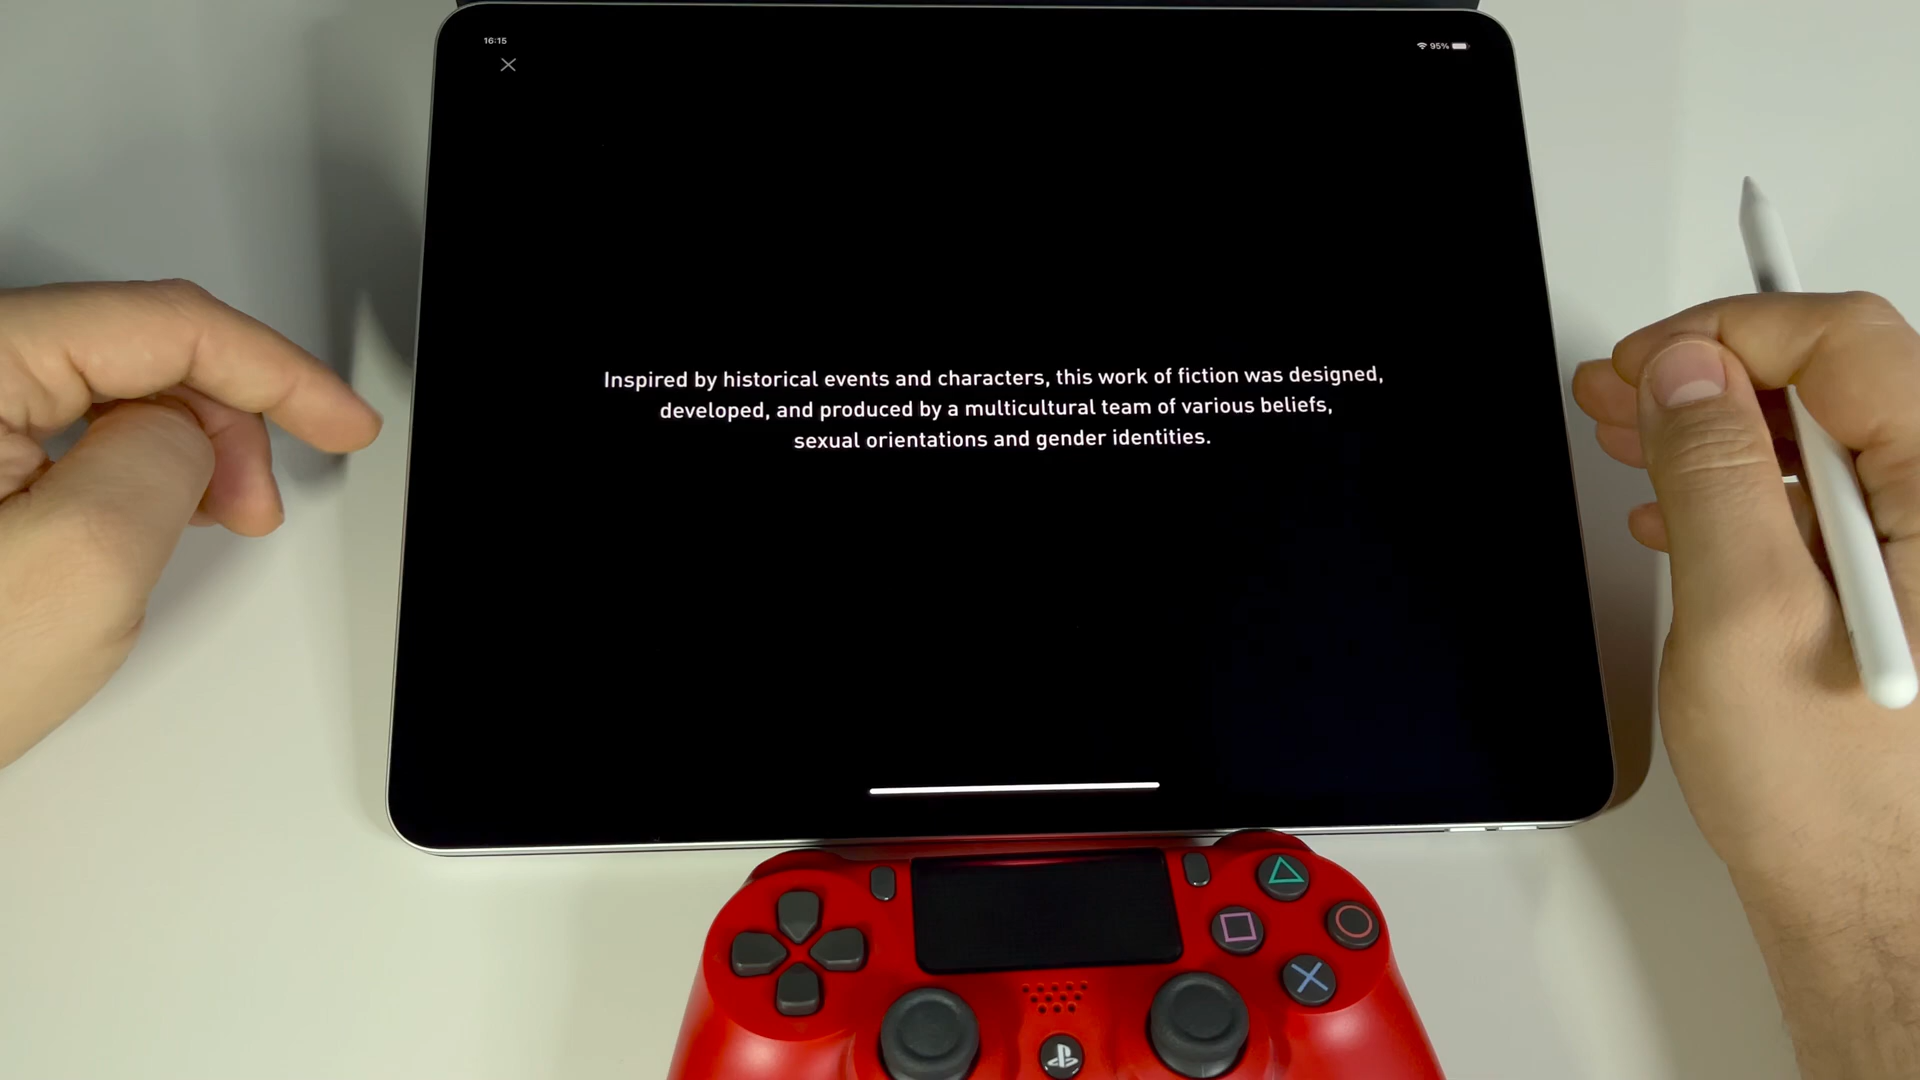 16:15
95%
Inspired by historical events and characters, this work of fiction was designed,
developed, and produced by a multicultural team of various beliefs,
sexual orientations and gender identities.